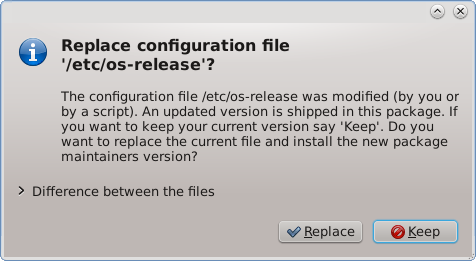 Replace configuration file
'/etc/os-release'?
The configuration file /etc/os-release was modified (by you or
by a script). An updated version is shipped in this package. If
you want to keep your current version say 'Keep'. Do you
want to replace the current file and install the new package
maintainers version?
Difference between the files
Replace
Keep